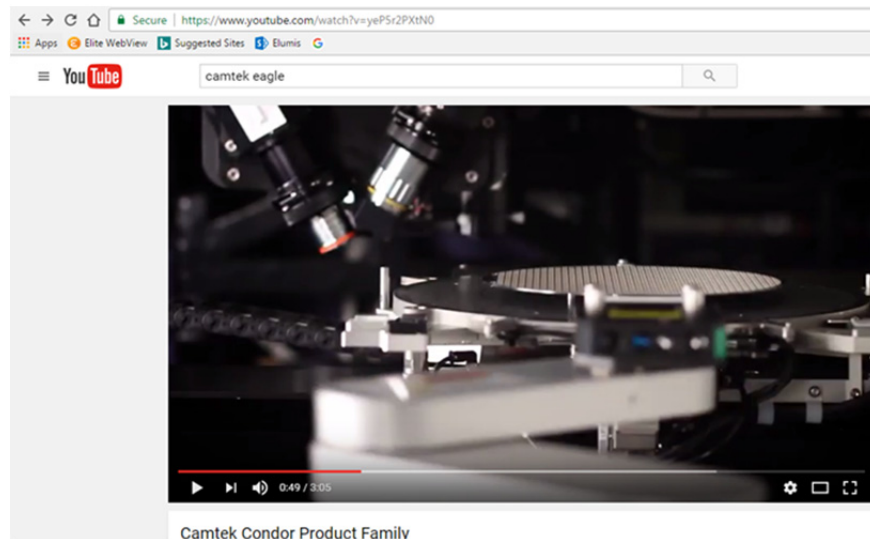 Secure | https://www.youtube.com/watch?v=yeP5r2PXtN0
Apps Elite WebView Suggested Sites Elumis
YouTube camtek eagle
0:49 / 3:05
Camtek Condor Product Family